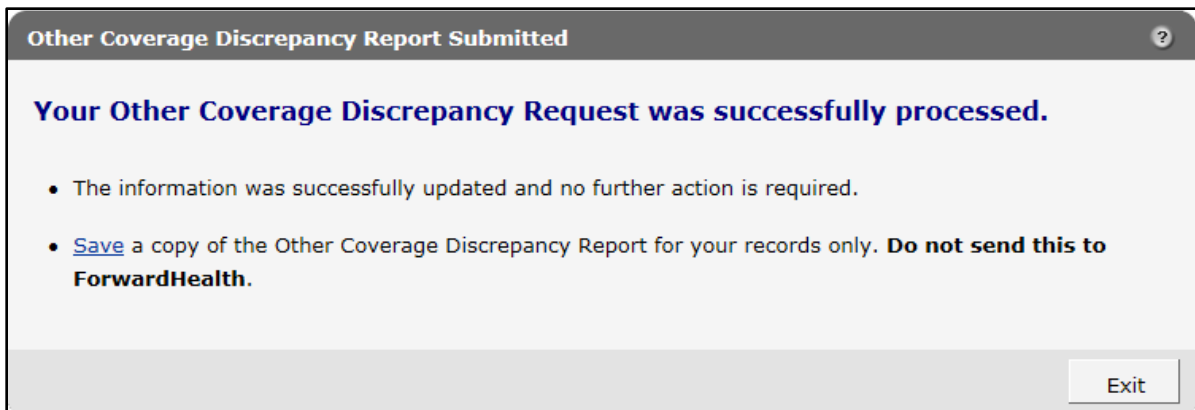 Other Coverage Discrepancy Report Submitted ?
Your Other Coverage Discrepancy Request was successfully processed.
• The information was successfully updated and no further action is required.
• Save a copy of the Other Coverage Discrepancy Report for your records only. Do not send this to
ForwardHealth.
Exit